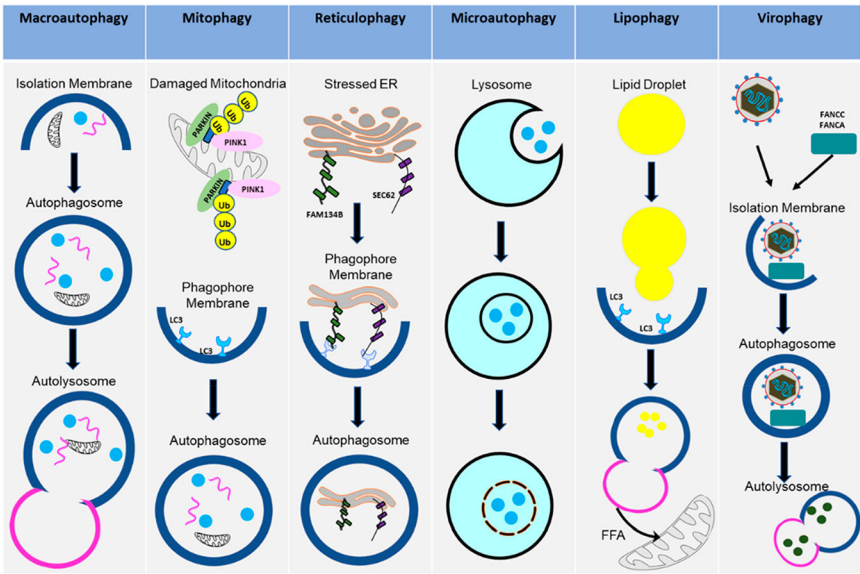 Macroautophagy
Mitophagy
Reticulophagy
Microautophagy
Lipophagy
Virophagy
Isolation Membrane
Autophagosome
Autolysosome
Damaged Mitochondria
Ub
Ub
Ub
PARKIN
PINK1
PARKIN
PINK1
Ub
Ub
Ub
Phagophore
Membrane
LC3
LC3
Autophagosome
Stressed ER
FAM134B
SEC62
Phagophore
Membrane
Autophagosome
Lysosome
Lipid Droplet
LC3
LC3
FFA
FANCC
FANCA
Isolation Membrane
Autophagosome
Autolysosome